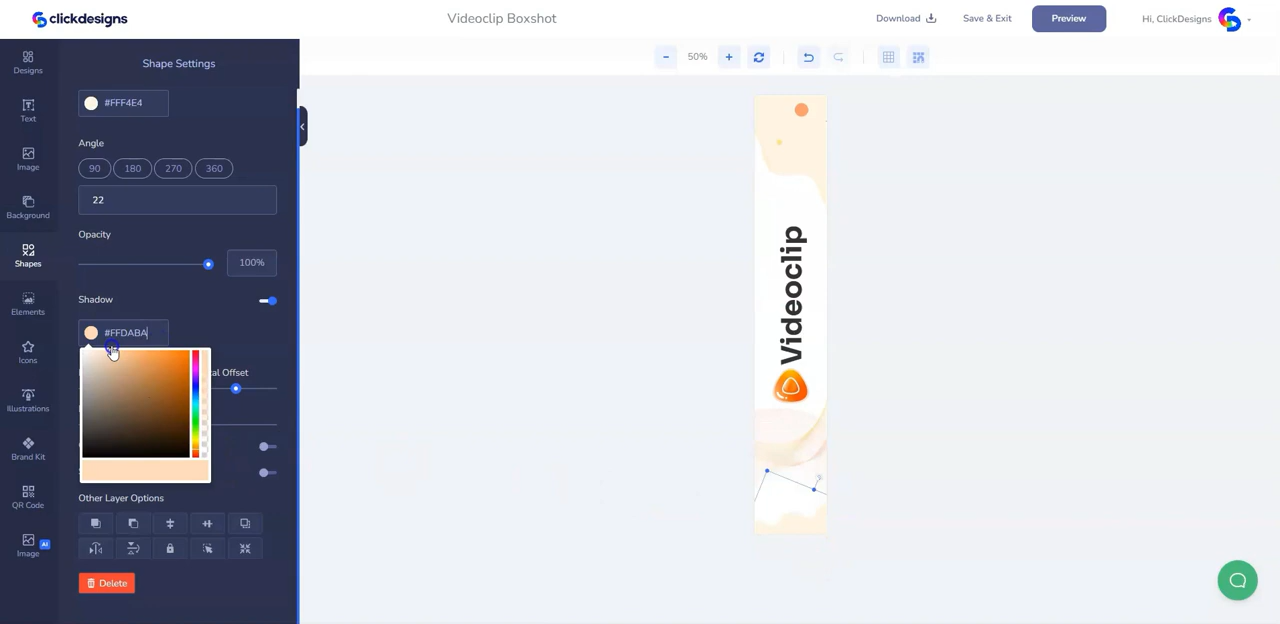 clickdesigns
Videoclip Boxshot
Download
Save & Exit
Preview
Hi, ClickDesigns
Designs
Text
Image
Background
Shapes
Elements
Icons
Illustrations
Brand Kit
QR Code
Image AI
Shape Settings
#FFF4E4
Angle
90 180 270 360
22
Opacity
100%
Shadow
#FFDABA
al Offset
Other Layer Options
Delete
50%
Videoclip